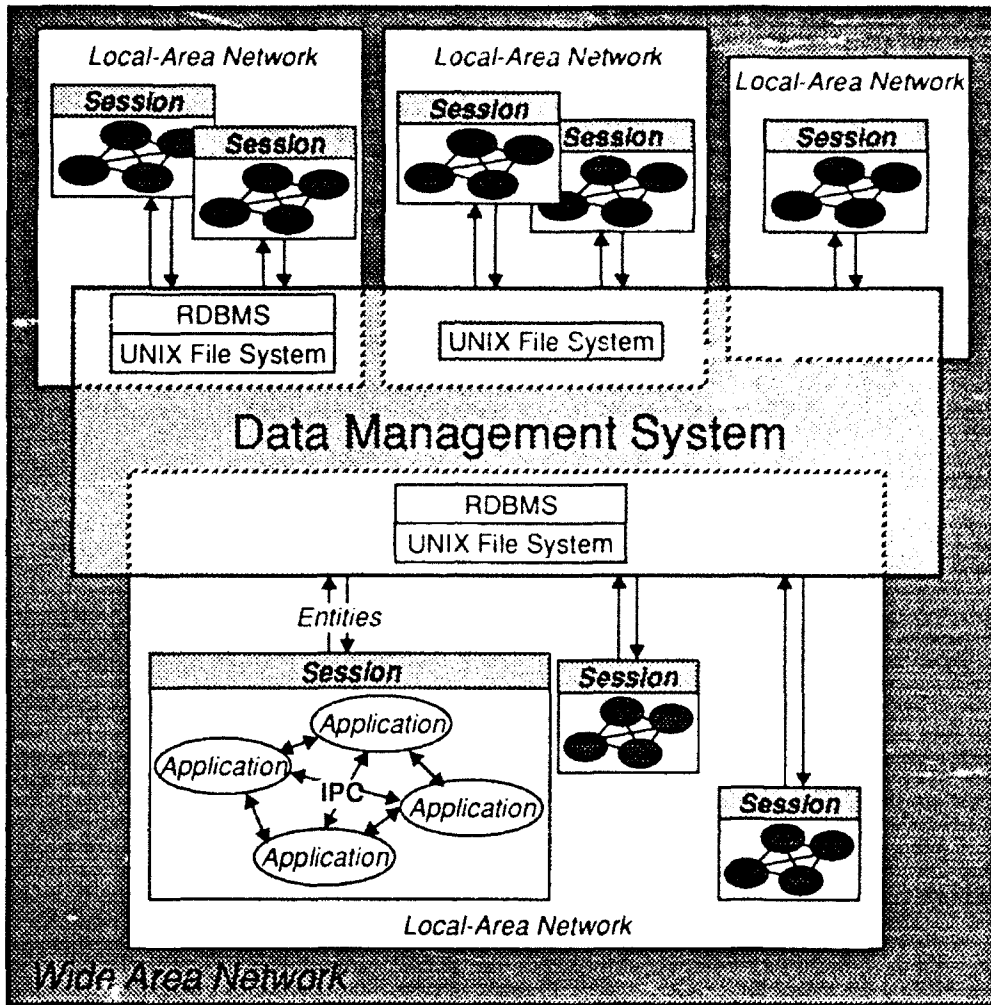 Local-Area Network
Local-Area Network
Local-Area Network
Session
Session
Session
Session
Session
RDBMS
UNIX File System
UNIX File System
Data Management System
RDBMS
UNIX File System
Entities
Session
Application
Application
IPC
Application
Application
Session
Session
Local-Area Network
Wide Area Network